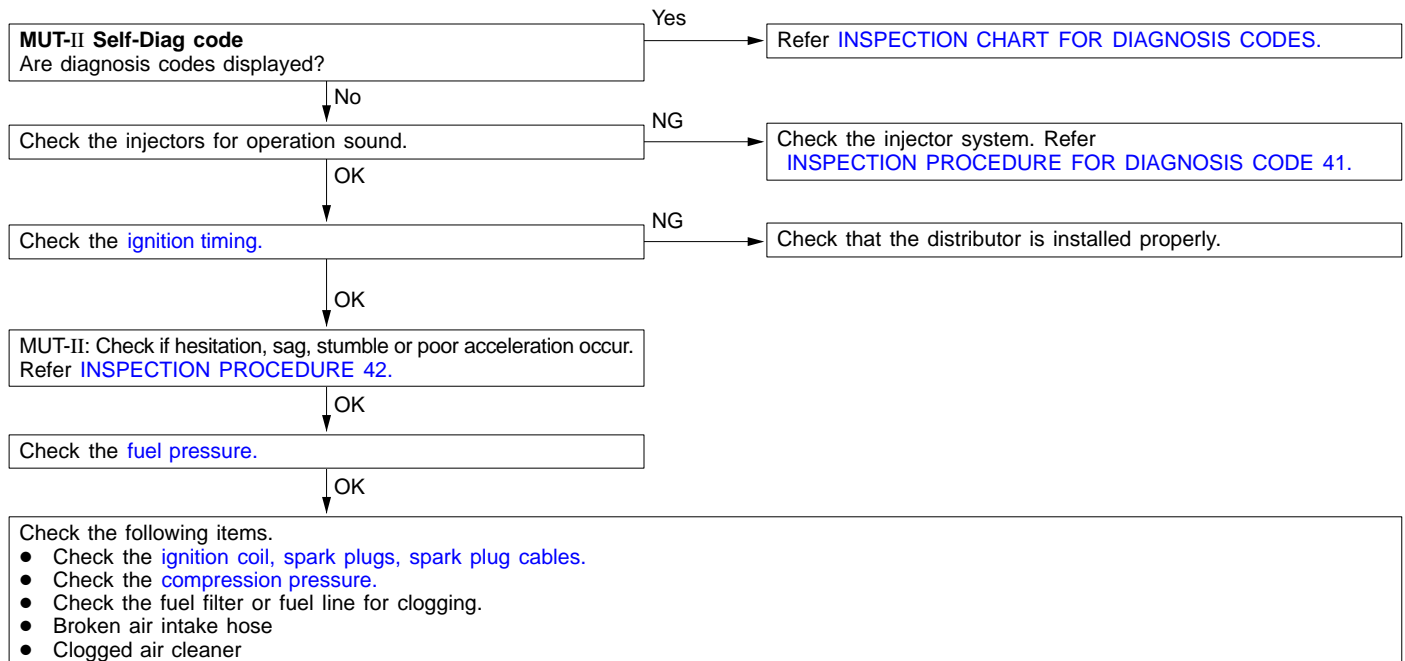 MUT-II Self-Diag code
Are diagnosis codes displayed?
Yes
Refer INSPECTION CHART FOR DIAGNOSIS CODES.
No
Check the injectors for operation sound.
NG
Check the injector system. Refer
INSPECTION PROCEDURE FOR DIAGNOSIS CODE 41.
OK
Check the ignition timing.
NG
Check that the distributor is installed properly.
OK
MUT-II: Check if hesitation, sag, stumble or poor acceleration occur.
Refer INSPECTION PROCEDURE 42.
OK
Check the fuel pressure.
OK
Check the following items.
● Check the ignition coil, spark plugs, spark plug cables.
● Check the compression pressure.
● Check the fuel filter or fuel line for clogging.
● Broken air intake hose
● Clogged air cleaner